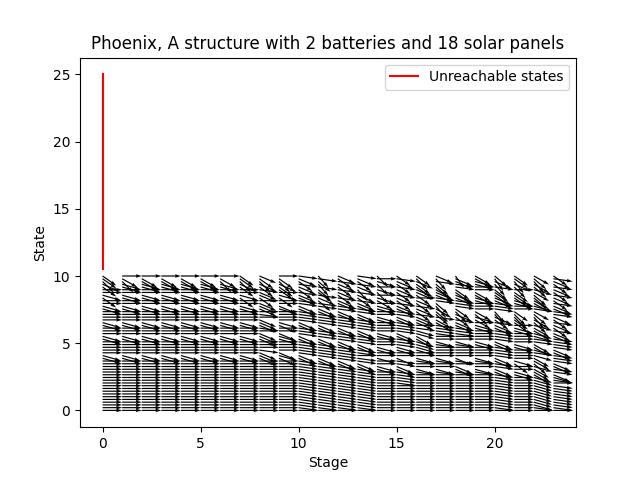 Phoenix, A structure with 2 batteries and 18 solar panels
Unreachable states
25
20
15
10
5
0
State
0 5 10 15 20
Stage